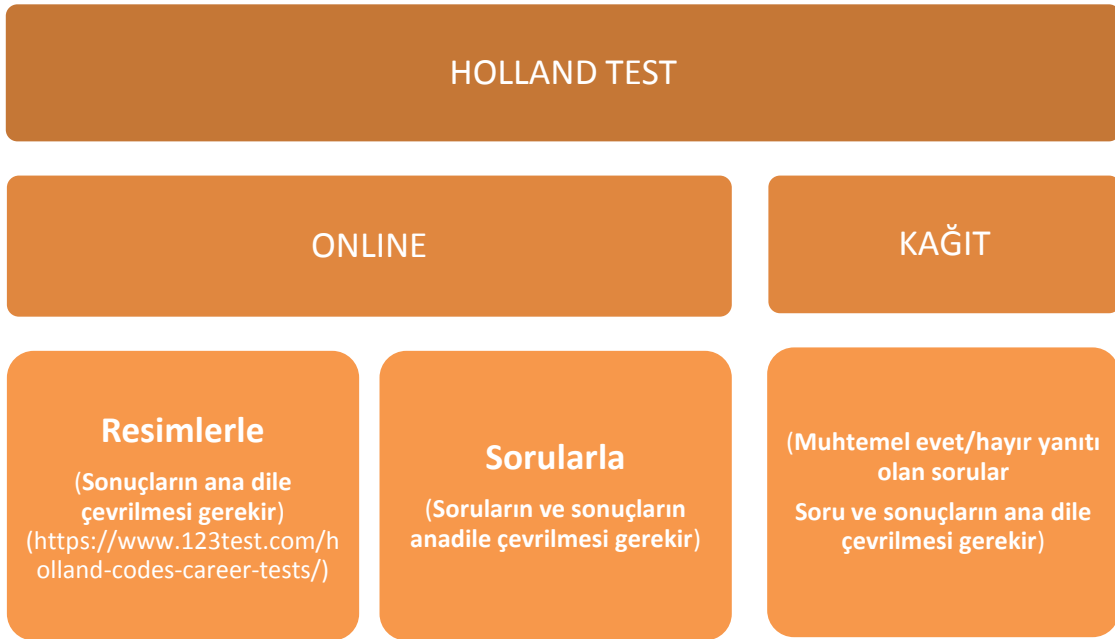 HOLLAND TEST
ONLINE
KAĞIT
Resimlerle
(Sonuçların ana dile
çevrilmesi gerekir)
(https://www.123test.com/h
olland-codes-career-tests/)
Sorularla
(Soruların ve sonuçların
anadile çevrilmesi gerekir)
(Muhtemel evet/hayır yanıtı
olan sorular
Soru ve sonuçların ana dile
çevrilmesi gerekir)